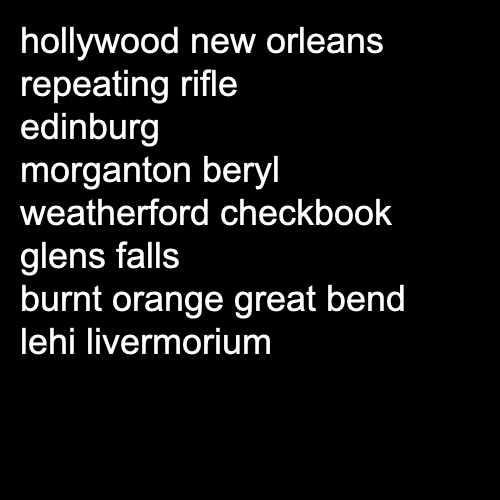 hollywood new orleans
repeating rifle
edinburg
morganton beryl
weatherford checkbook
glens falls
burnt orange great bend
lehi livermorium